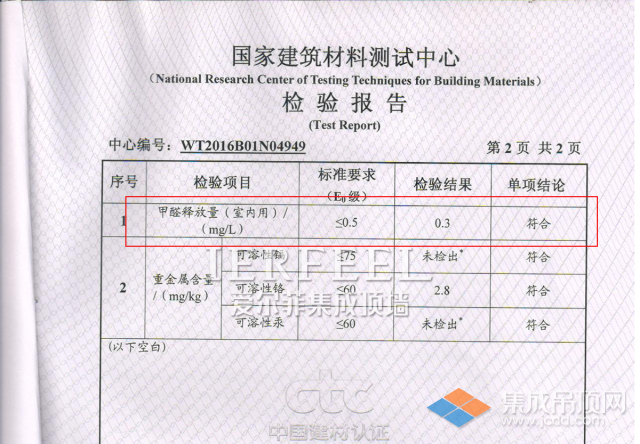 国家建筑材料测试中心
(National Research Center of Testing Techniques for Building Materials)
检 验 报 告
(Test Report)
中心编号: WT2016B01N04949 第 2 页 共 2 页
序号 检验项目 标准要求 (E0 级) 检验结果 单项结论
1 甲醛释放量(室内用)/ (mg/L) ≤0.5 0.3 符合
2 重金属含量 /(mg/kg) 可溶性镉 ≤75 未检出* 符合
可溶性铬 ≤60 2.8 符合
可溶性汞 ≤60 未检出* 符合
(以下空白)
IERFEEL
爱尔菲集成顶墙
ctc
中国建材认证
集成吊顶网
www.jcdd.com